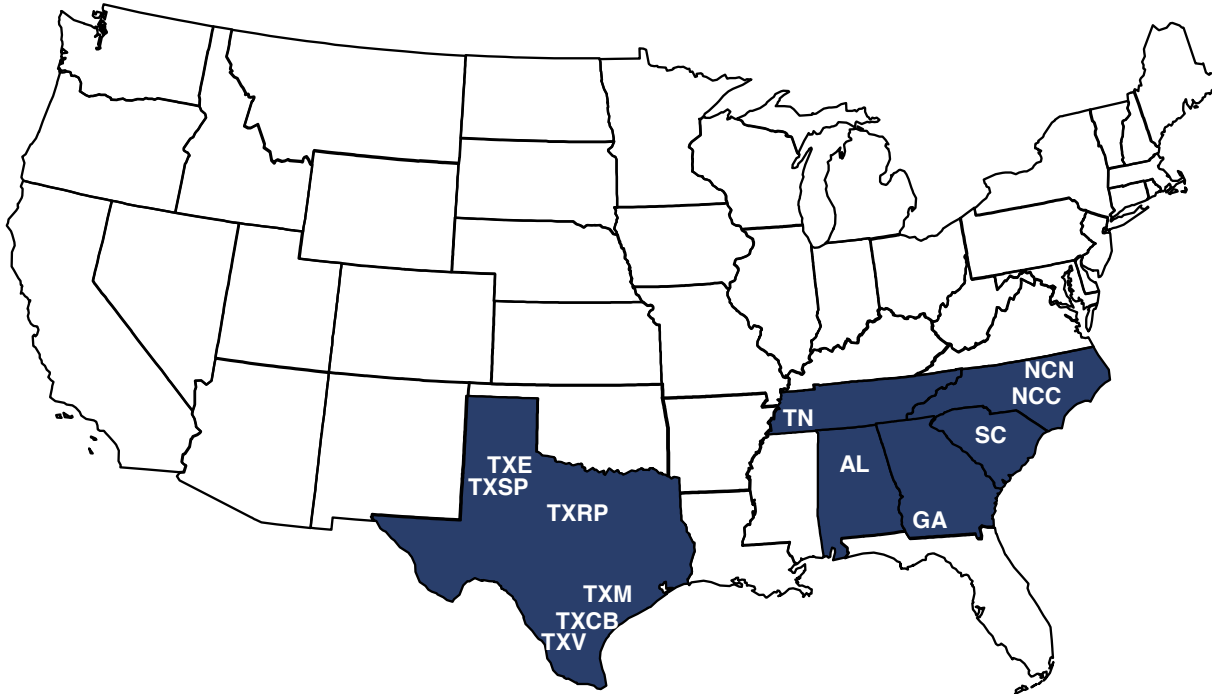 NCN
NCC
TN
SC
AL
TXE
TXSP
TXRP
GA
TXM
TXCB
TXV